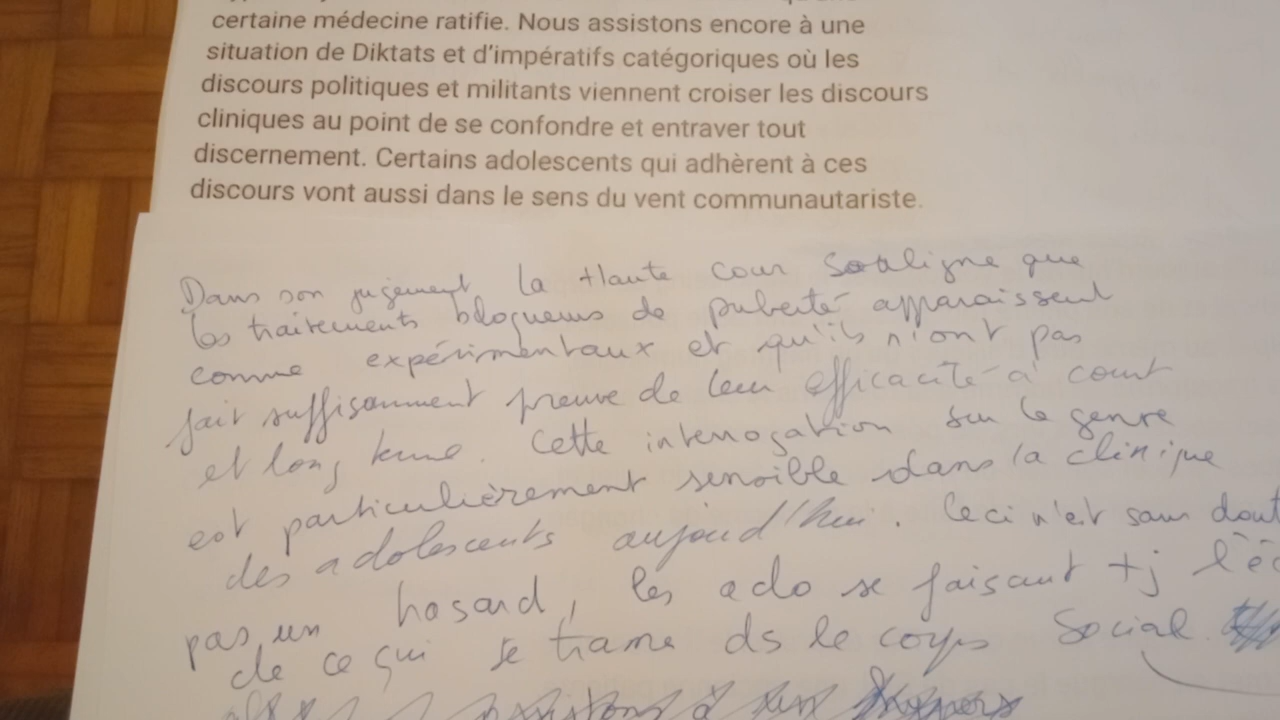 certaine médecine ratifie. Nous assistons encore à une
situation de Diktats et d'impératifs catégoriques où les
discours politiques et militants viennent croiser les discours
cliniques au point de se confondre et entraver tout
discernement. Certains adolescents qui adhèrent à ces
discours vont aussi dans le sens du vent communautariste.
Dans son jugement la Haute cour souligne que
les traitements bloqueurs de puberté apparaissent
comme expérimentaux et qu'ils n'ont pas
fait suffisamment preuve de leur efficacité à court
et long terme. Cette interrogation sur le genre
est particulièrement sensible dans la clinique
des adolescents aujourd'hui. Ceci n'est sans dout
pas un hasard, les ado se faisant +j l'éc
de ce qui se trame ds le corps social.
à un